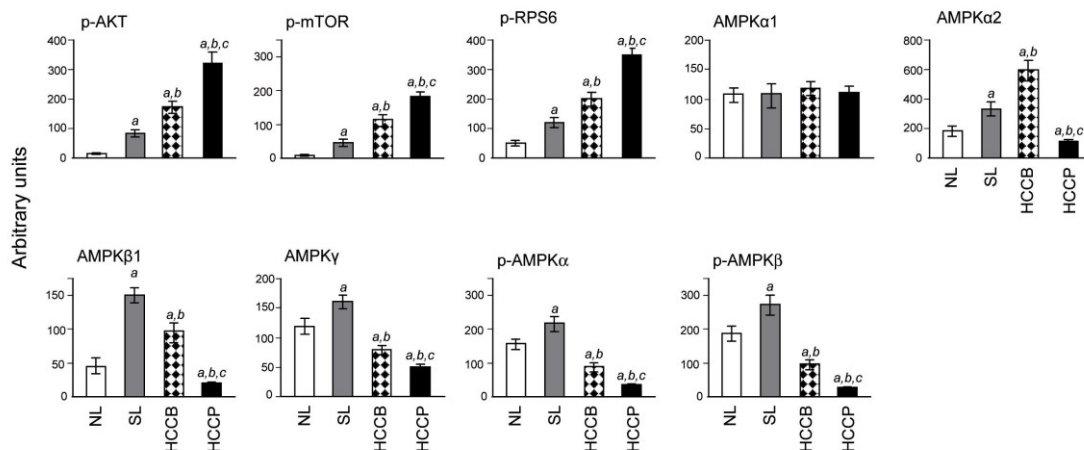 Arbitrary units
p-AKT
400
300
200
100
0
a
a,b
a,b,c
p-mTOR
300
200
100
0
a
a,b
a,b,c
p-RPS6
400
300
200
100
0
a
a,b
a,b,c
AMPKα1
200
150
100
50
0
AMPKα2
800
600
400
200
0
a
a,b
a,b,c
NL
SL
HCCB
HCCP
AMPKβ1
150
100
50
0
a
a,b
a,b,c
NL
SL
HCCB
HCCP
AMPKγ
200
150
100
50
0
a
a,b
a,b,c
NL
SL
HCCB
HCCP
p-AMPKα
300
200
100
0
a
a,b
a,b,c
NL
SL
HCCB
HCCP
p-AMPKβ
300
200
100
0
a
a,b
a,b,c
NL
SL
HCCB
HCCP